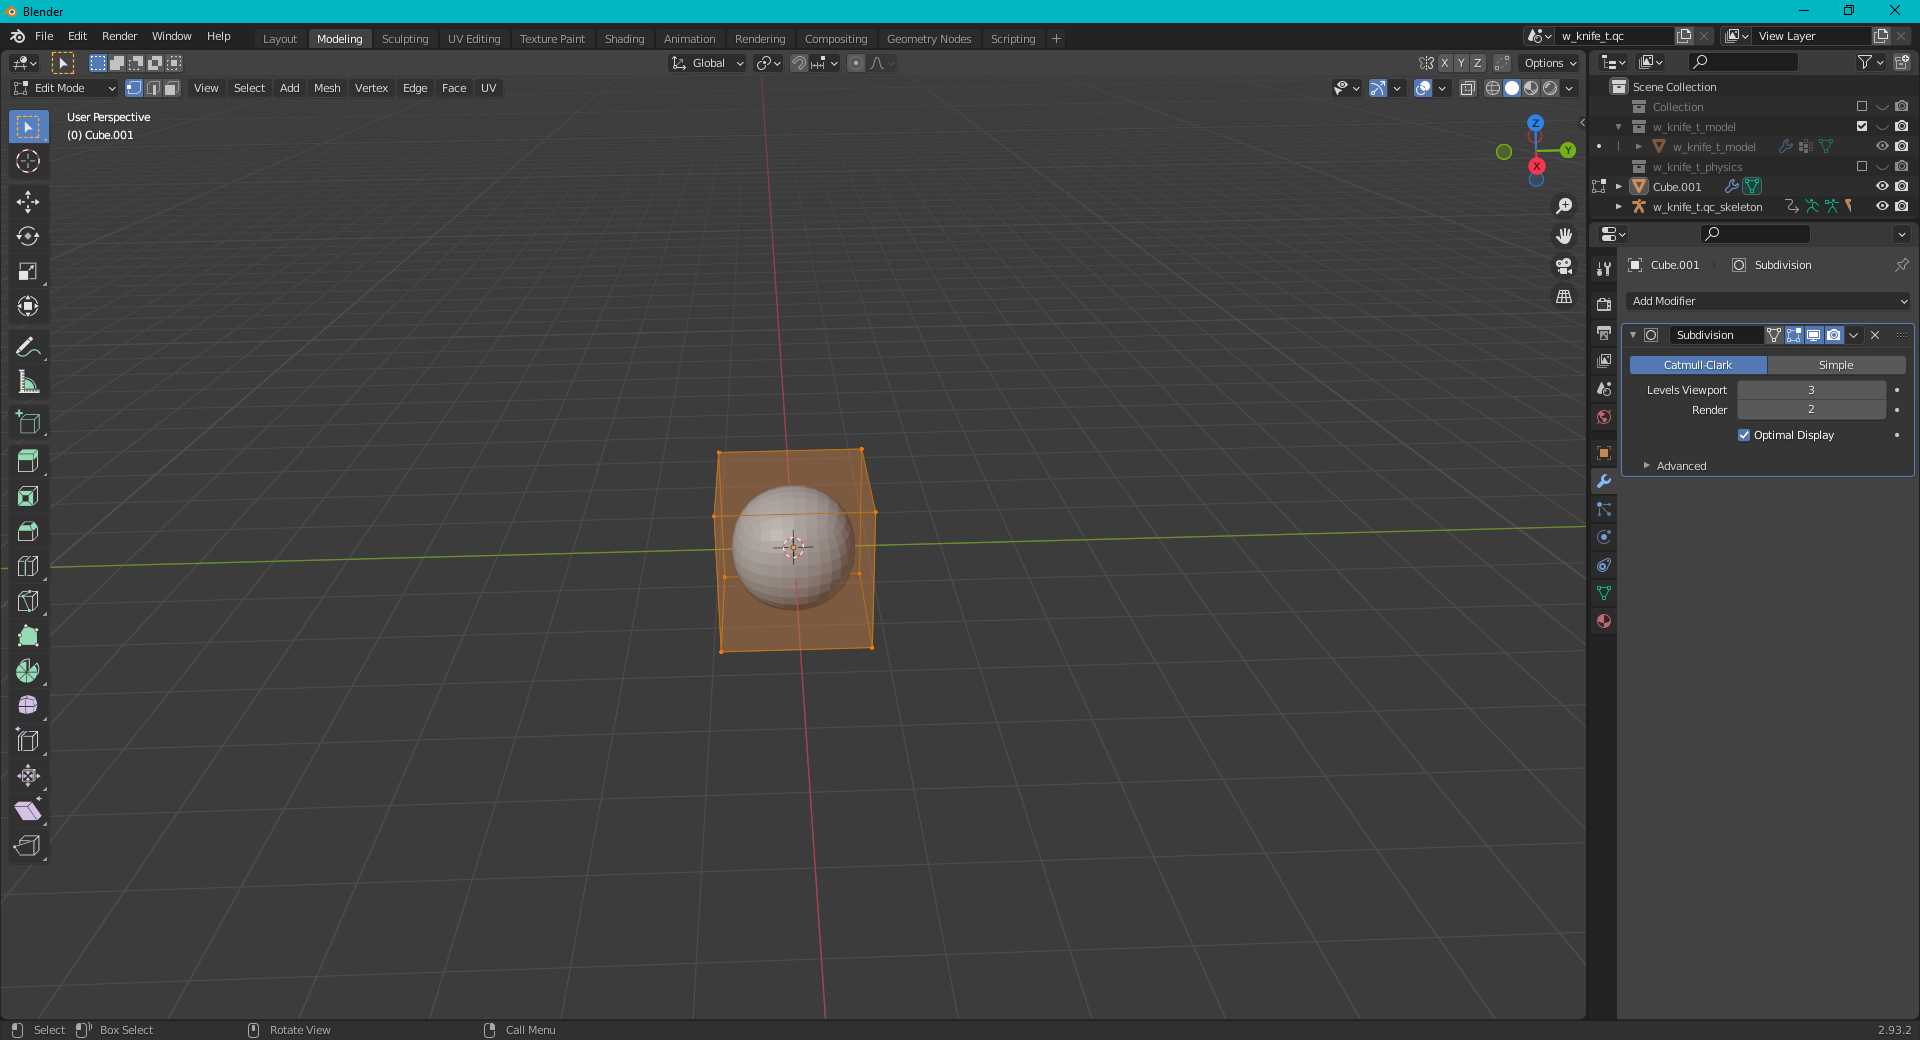 Blender
File Edit Render Window Help Layout Modeling Sculpting UV Editing Texture Paint Shading Animation Rendering Compositing Geometry Nodes Scripting + w_knife_t.qc View Layer
Global X Y Z Options
Edit Mode View Select Add Mesh Vertex Edge Face UV
User Perspective
(0) Cube.001
Z
Y
X
Scene Collection
Collection
w_knife_t_model
w_knife_t_model
w_knife_t_physics
Cube.001
w_knife_t.qc_skeleton
Cube.001 Subdivision
Add Modifier
Subdivision
Catmull-Clark Simple
Levels Viewport 3
Render 2
Optimal Display
Advanced
Select Box Select Rotate View Call Menu 2.93.2